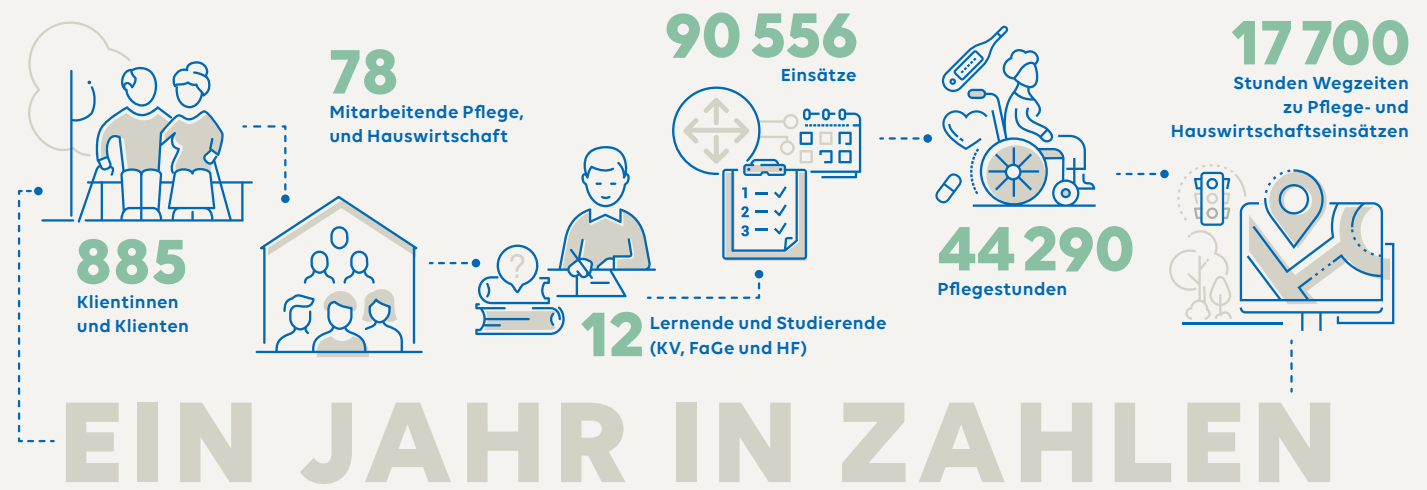 885
Klientinnen
und Klienten
78
Mitarbeitende Pflege,
und Hauswirtschaft
?
12
Lernende und Studierende
(KV, FaGe und HF)
90 556
Einsätze
1
2
3
44 290
Pflegestunden
17 700
Stunden Wegzeiten
zu Pflege- und
Hauswirtschaftseinsätzen
EIN JAHR IN ZAHLEN